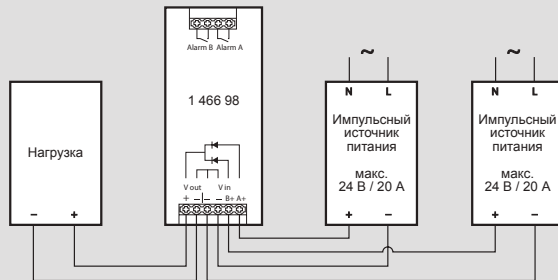 Alarm B Alarm A
1 466 98
V out V in
+ – – – B+ A+
Нагрузка
– +
~
N L
Импульсный
источник
питания
макс.
24 В / 20 А
+ –
~
N L
Импульсный
источник
питания
макс.
24 В / 20 А
+ –